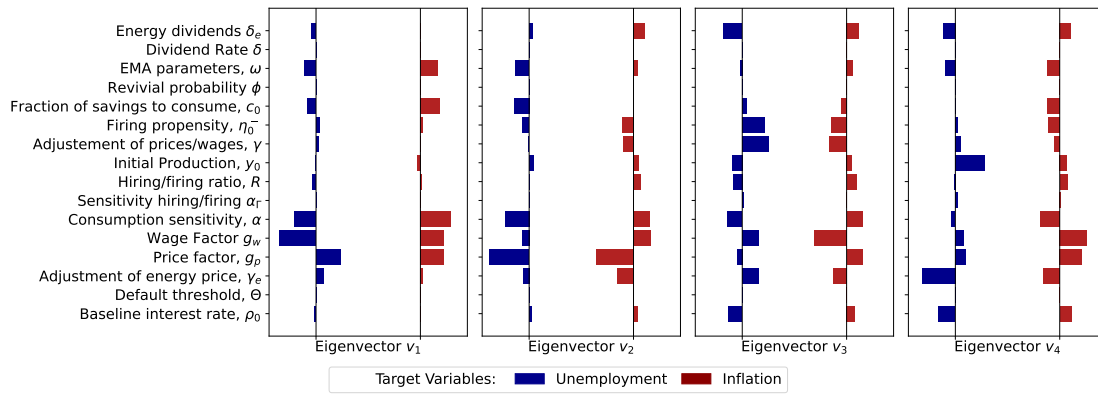 Energy dividends δe
Dividend Rate δ
EMA parameters, ω
Revivial probability ϕ
Fraction of savings to consume, c0
Firing propensity, η0−
Adjustement of prices/wages, γ
Initial Production, y0
Hiring/firing ratio, R
Sensitivity hiring/firing αΓ
Consumption sensitivity, α
Wage Factor gw
Price factor, gp
Adjustment of energy price, γe
Default threshold, Θ
Baseline interest rate, ρ0
Eigenvector v1 Eigenvector v2 Eigenvector v3 Eigenvector v4
Target Variables: Unemployment Inflation